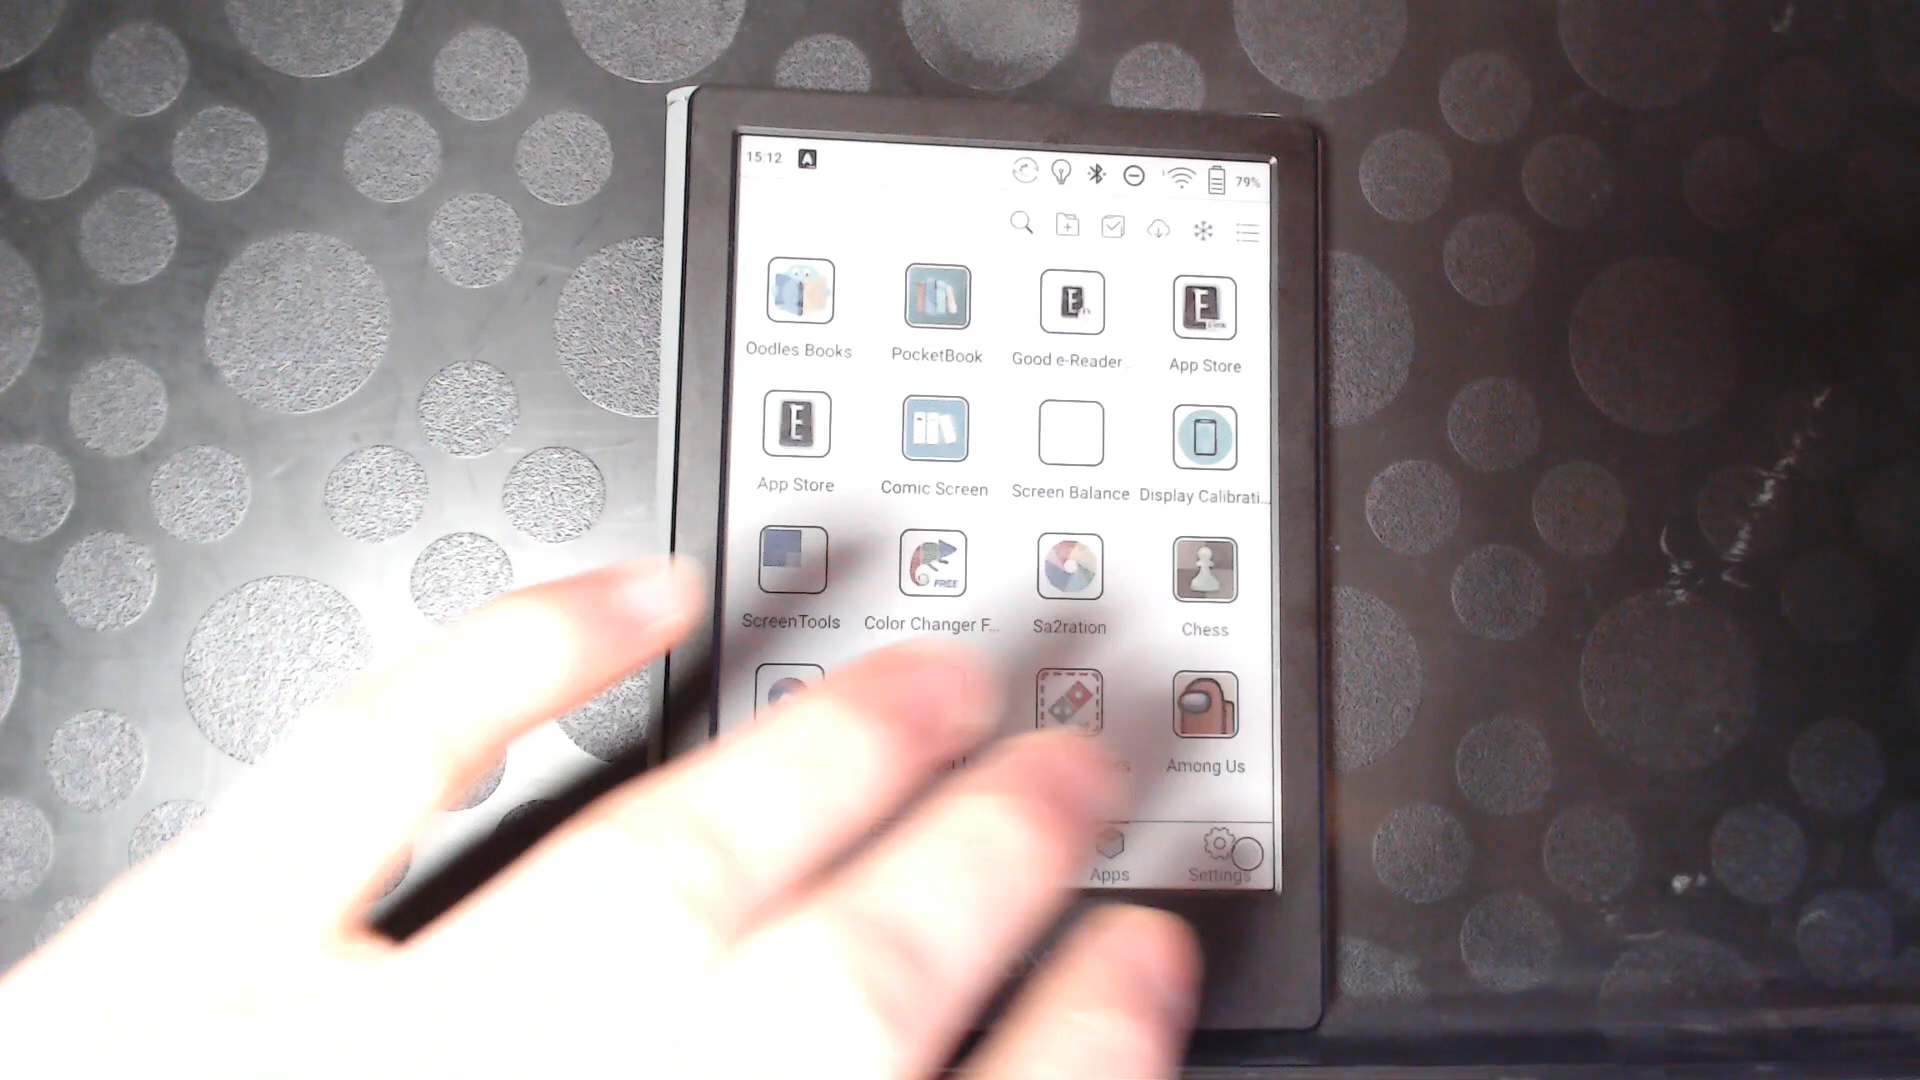 15:12 79%
Oodles Books PocketBook Good e-Reader... App Store
App Store Comic Screen Screen Balance Display Calibrati...
ScreenTools Color Changer F... Sa2ration Chess
FREE
Among Us
Apps Settings